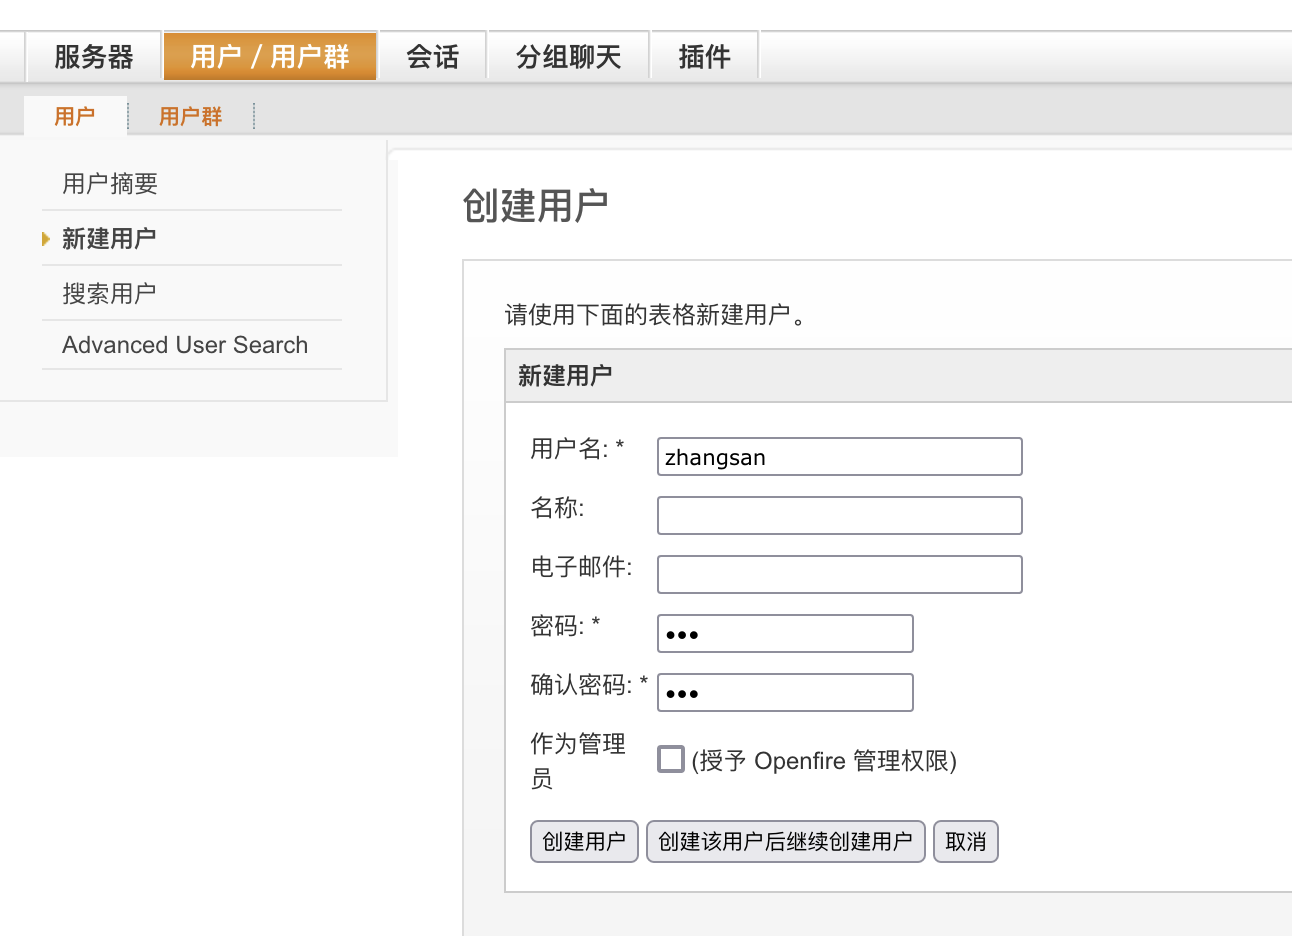 服务器 用户 / 用户群 会话 分组聊天 插件
用户 用户群
用户摘要
新建用户
搜索用户
Advanced User Search
创建用户
请使用下面的表格新建用户。
新建用户
用户名: * zhangsan
名称:
电子邮件:
密码: * •••
确认密码: * •••
作为管理
员
(授予 Openfire 管理权限)
创建用户 创建该用户后继续创建用户 取消